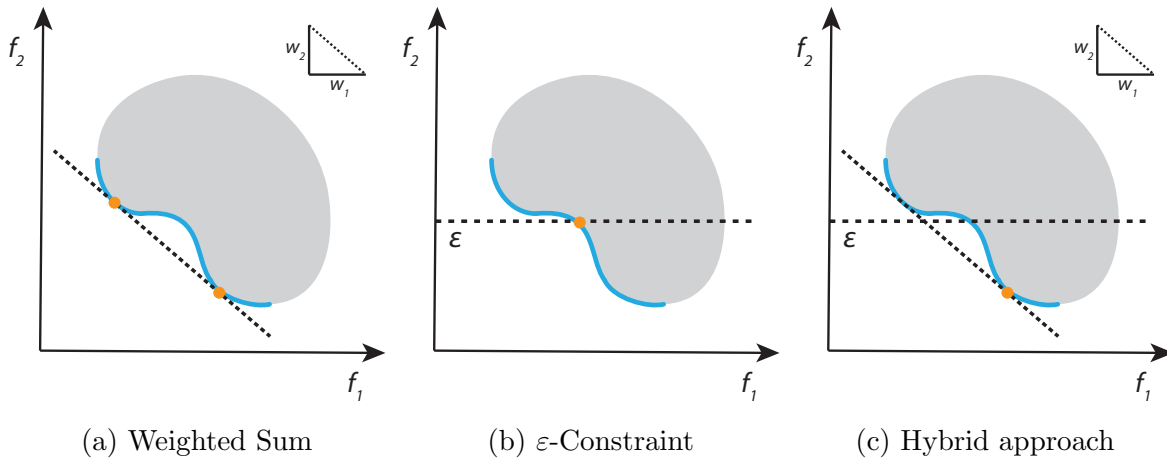 f₂
w₂
w₁
f₁
(a) Weighted Sum
ε
f₁
f₂
(b) ε-Constraint
f₂
w₂
w₁
ε
f₁
(c) Hybrid approach